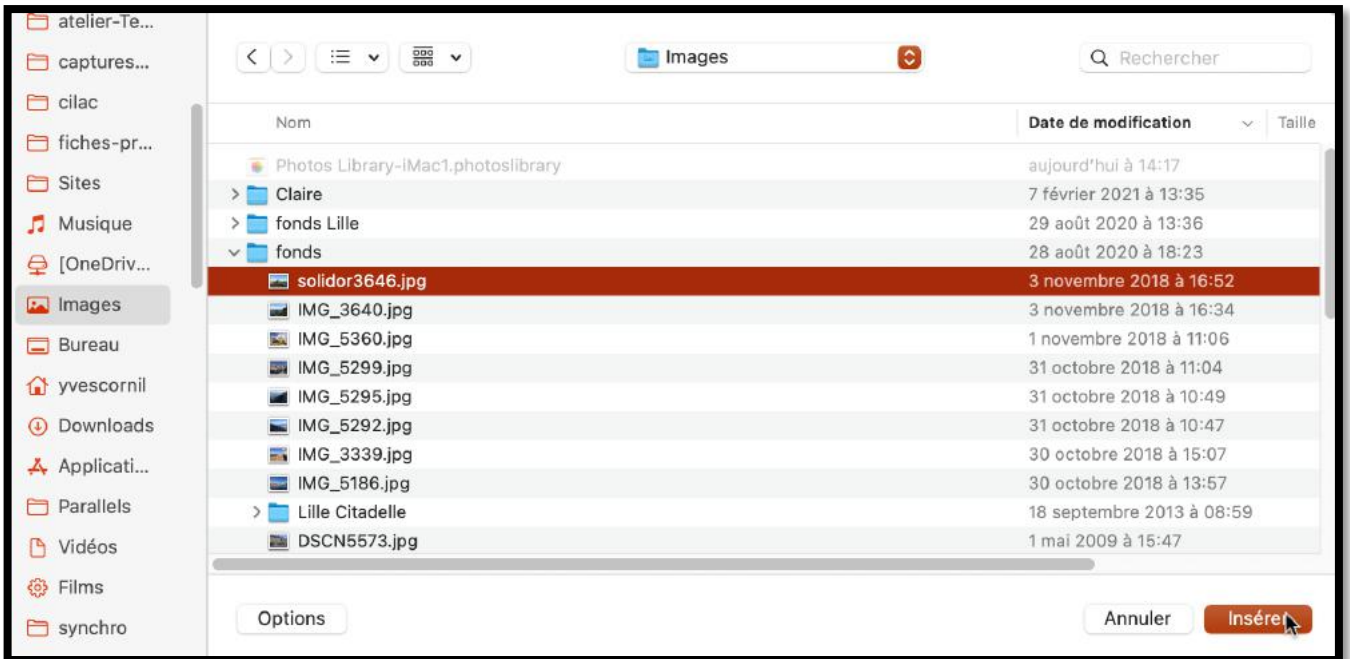 atelier-Te...
captures...
cilac
fiches-pr...
Sites
Musique
[OneDriv...
Images
Bureau
yvescornil
Downloads
Applicati...
Parallels
Vidéos
Films
synchro
Images
Rechercher
Nom Date de modification Taille
Photos Library-iMac1.photoslibrary aujourd'hui à 14:17
Claire 7 février 2021 à 13:35
fonds Lille 29 août 2020 à 13:36
fonds 28 août 2020 à 18:23
solidor3646.jpg 3 novembre 2018 à 16:52
IMG_3640.jpg 3 novembre 2018 à 16:34
IMG_5360.jpg 1 novembre 2018 à 11:06
IMG_5299.jpg 31 octobre 2018 à 11:04
IMG_5295.jpg 31 octobre 2018 à 10:49
IMG_5292.jpg 31 octobre 2018 à 10:47
IMG_3339.jpg 30 octobre 2018 à 15:07
IMG_5186.jpg 30 octobre 2018 à 13:57
Lille Citadelle 18 septembre 2013 à 08:59
DSCN5573.jpg 1 mai 2009 à 15:47
Options Annuler Insérer